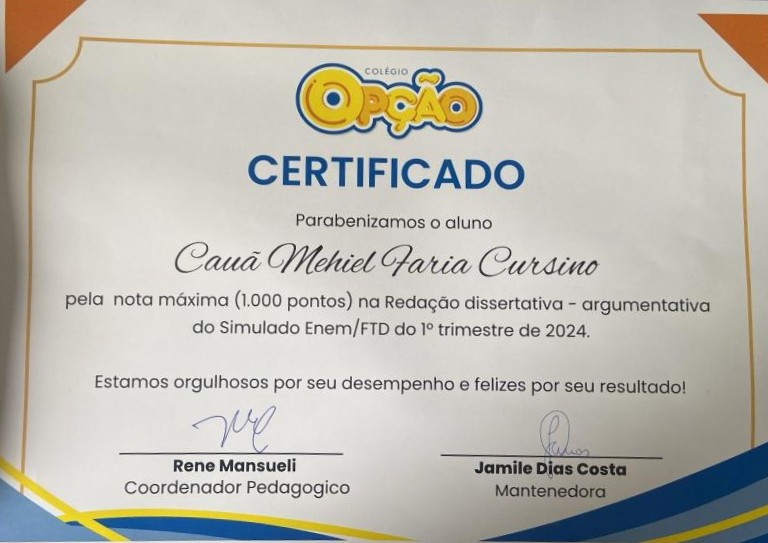 COLÉGIO
OPÇÃO
CERTIFICADO
Parabenizamos o aluno
Cauã Mehiel Faria Cursino
pela nota máxima (1.000 pontos) na Redação dissertativa - argumentativa
do Simulado Enem/FTD do 1º trimestre de 2024.
Estamos orgulhosos por seu desempenho e felizes por seu resultado!
Rene Mansueli
Coordenador Pedagogico
Jamile Dias Costa
Mantenedora